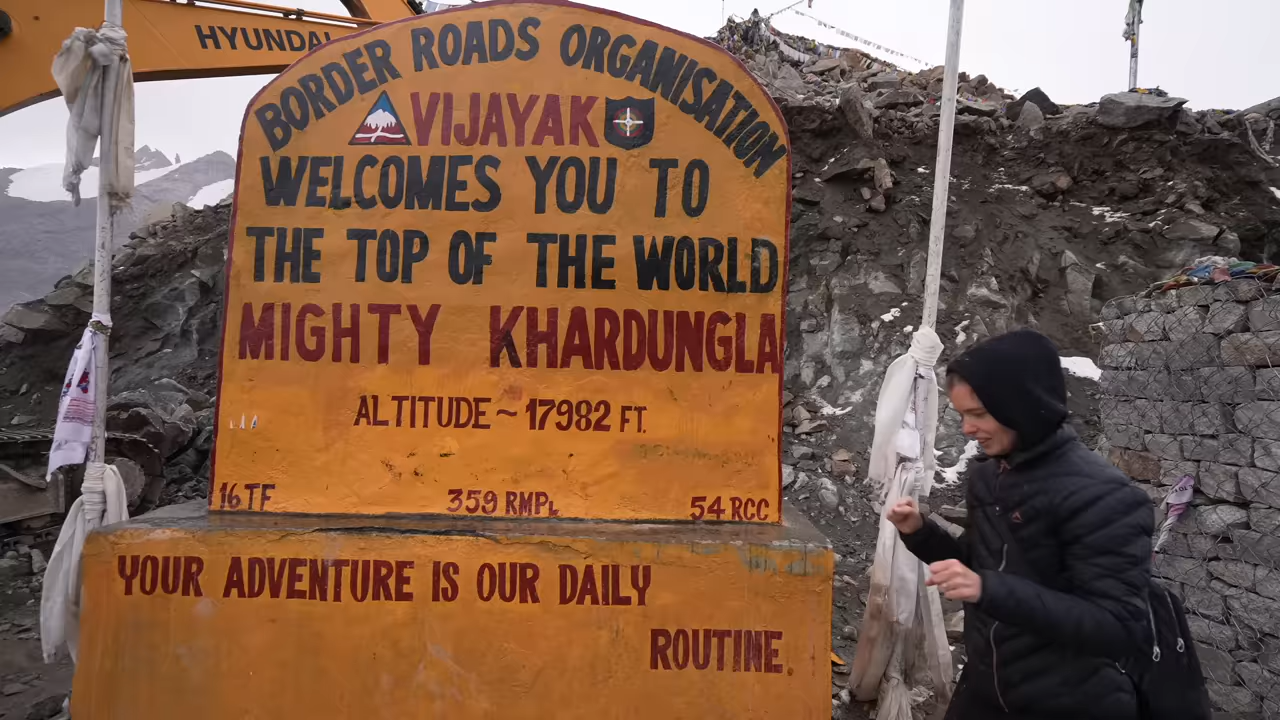 HYUNDAI
BORDER ROADS ORGANISATION
VIJAYAK
WELCOMES YOU TO
THE TOP OF THE WORLD
MIGHTY KHARDUNGLA
ALTITUDE ~ 17982 FT.
16 TF 359 RMPL 54 RCC
YOUR ADVENTURE IS OUR DAILY
ROUTINE.